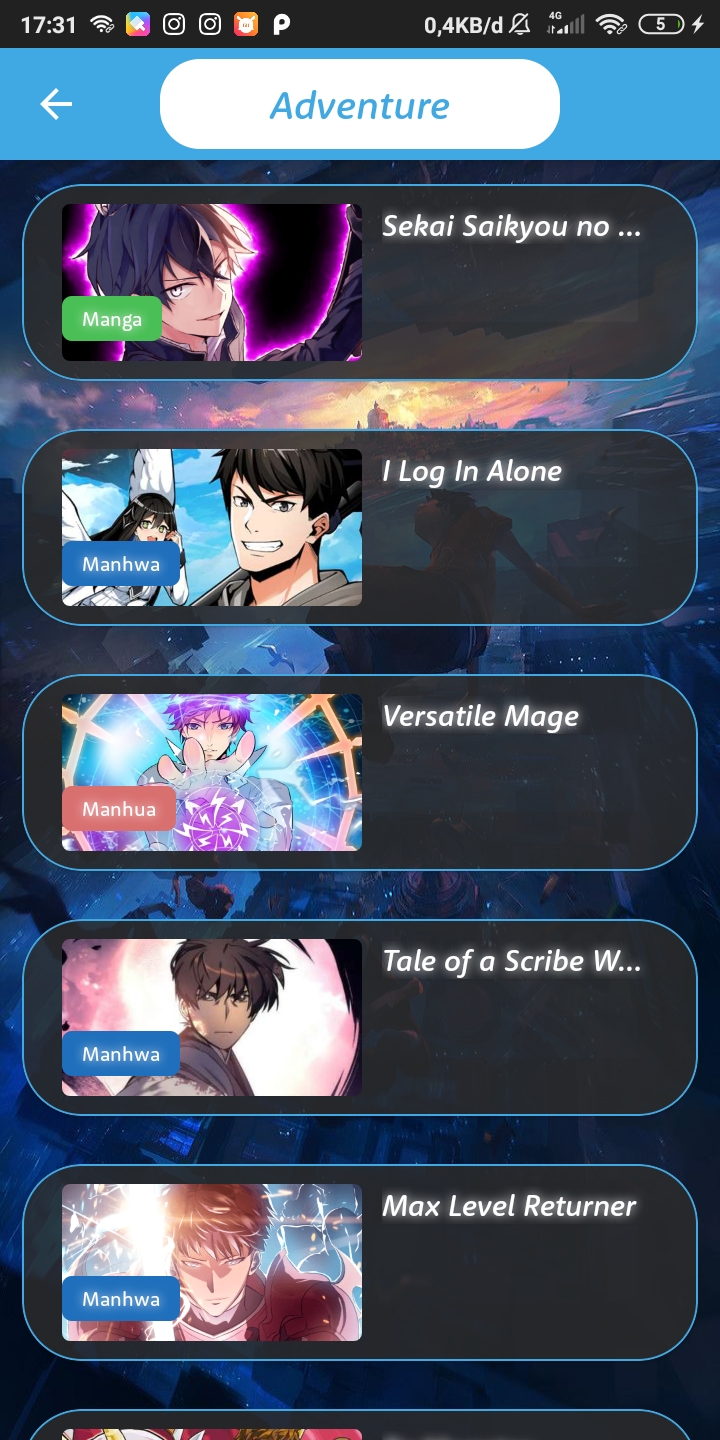 17:31 0,4KB/d 4G 5
Adventure
Sekai Saikyou no ...
Manga
I Log In Alone
Manhwa
Versatile Mage
Manhua
Tale of a Scribe W...
Manhwa
Max Level Returner
Manhwa